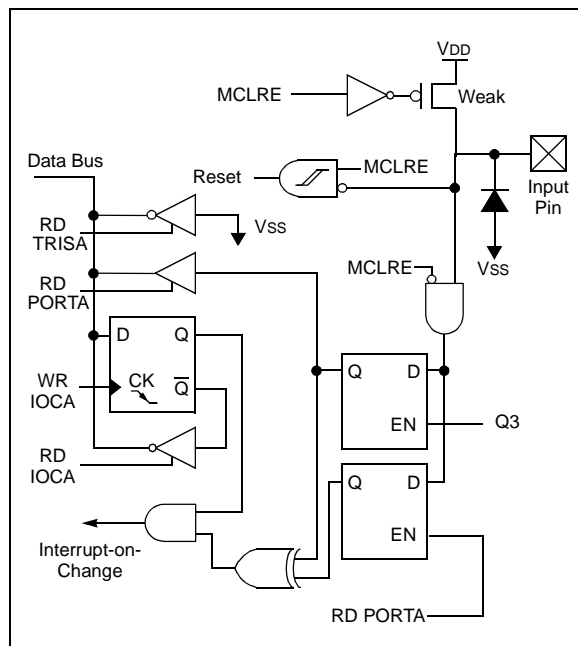 VDD
MCLRE
Weak
Data Bus
Reset
MCLRE
Input
Pin
RD
TRISA
VSS
VSS
RD
PORTA
MCLRE
D Q
Q D
WR
IOCA
CK
Q
EN
Q3
RD
IOCA
Q D
EN
Interrupt-on-
Change
RD PORTA